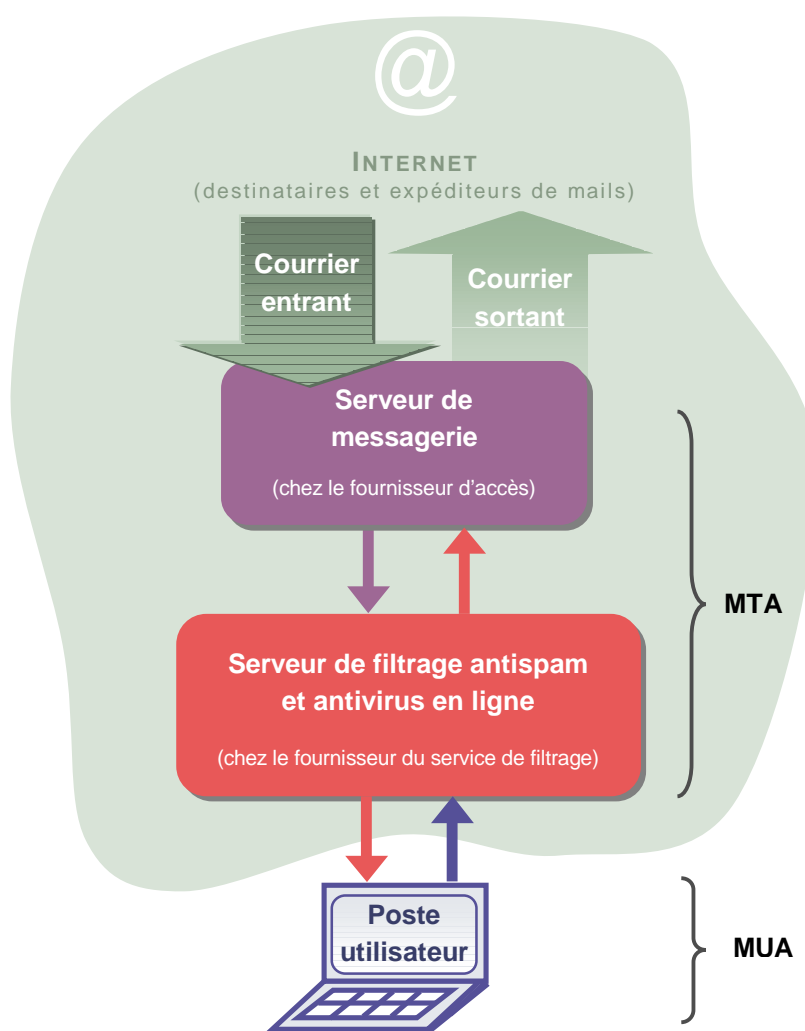 @
INTERNET
(destinataires et expéditeurs de mails)
Courrier
entrant
Courrier
sortant
Serveur de
messagerie
(chez le fournisseur d'accès)
MTA
Serveur de filtrage antispam
et antivirus en ligne
(chez le fournisseur du service de filtrage)
Poste
utilisateur
MUA